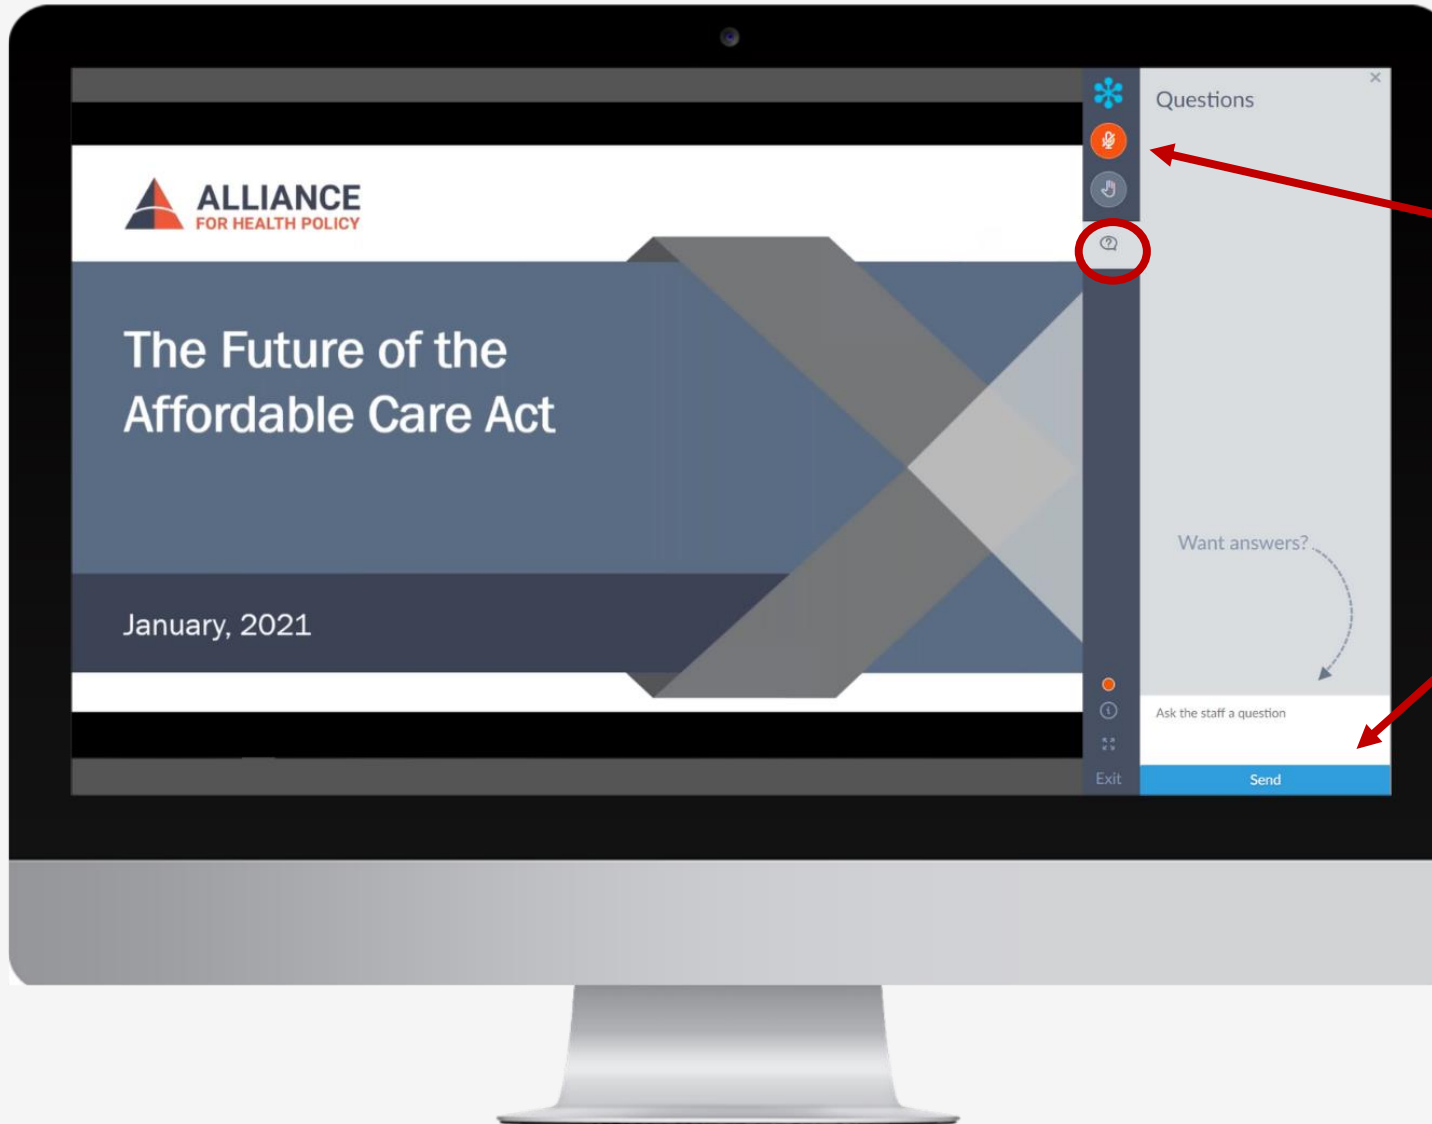 ALLIANCE
FOR HEALTH POLICY
The Future of the
Affordable Care Act
January, 2021
Questions
Want answers?
Ask the staff a question
Exit
Send